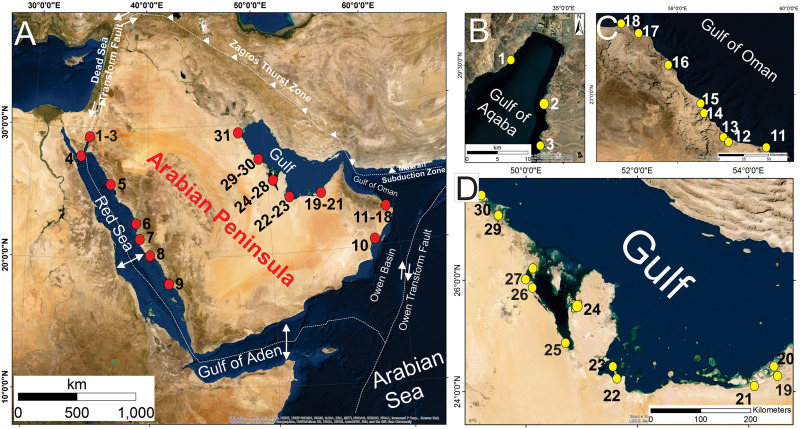 A
30°0'0"E
40°0'0"E
50°0'0"E
60°0'0"E
30°0'0"N
20°0'0"N
10°0'0"N
Dead Sea
Transform Fault
Zagros Thurst Zone
Makran
Subduction Zone
Gulf
Gulf of Oman
Arabian Peninsula
Red Sea
Owen Basin
Owen Transform Fault
Gulf of Aden
Arabian
Sea
1-3
4
5
6
7
8
9
10
11-18
19-21
22-23
24-28
29-30
31
km
0
500
1,000
B
35°0'0"E
29°30'0"N
N
Gulf of
Aqaba
1
2
3
km
0
10
C
59°0'0"E
60°0'0"E
Gulf of Oman
18
17
16
15
14
13
12
11
D
50°0'0"E
52°0'0"E
54°0'0"E
26°0'0"N
24°0'0"N
Gulf
30
29
27
26
25
24
23
22
21
20
19
0
100
200
Kilometers